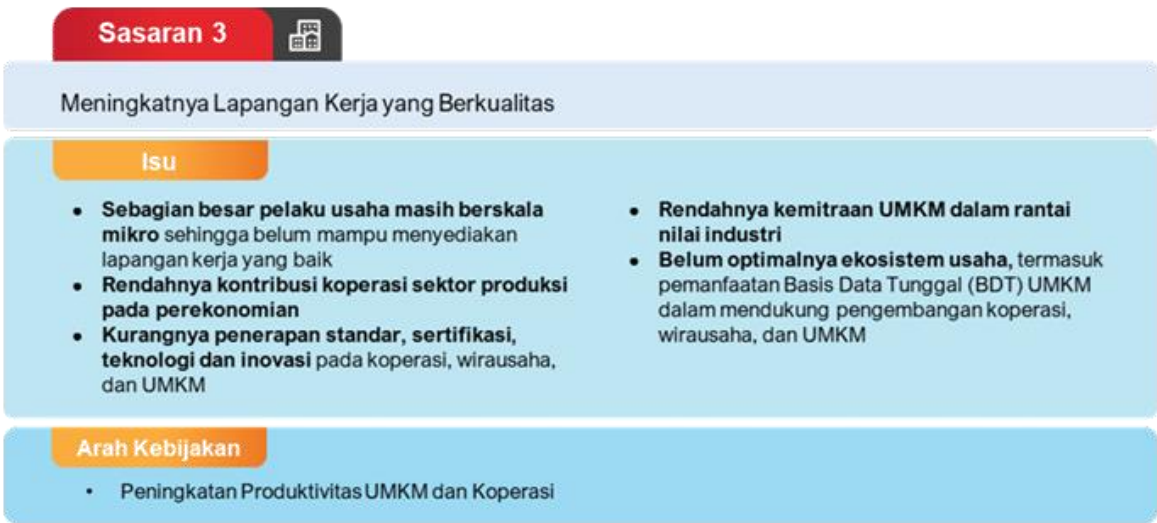 Sasaran 3
Meningkatnya Lapangan Kerja yang Berkualitas
Isu
• Sebagian besar pelaku usaha masih berskala
mikro sehingga belum mampu menyediakan
lapangan kerja yang baik
• Rendahnya kontribusi koperasi sektor produksi
pada perekonomian
• Kurangnya penerapan standar, sertifikasi,
teknologi dan inovasi pada koperasi, wirausaha,
dan UMKM
• Rendahnya kemitraan UMKM dalam rantai
nilai industri
• Belum optimalnya ekosistem usaha, termasuk
pemanfaatan Basis Data Tunggal (BDT) UMKM
dalam mendukung pengembangan koperasi,
wirausaha, dan UMKM
Arah Kebijakan
• Peningkatan Produktivitas UMKM dan Koperasi